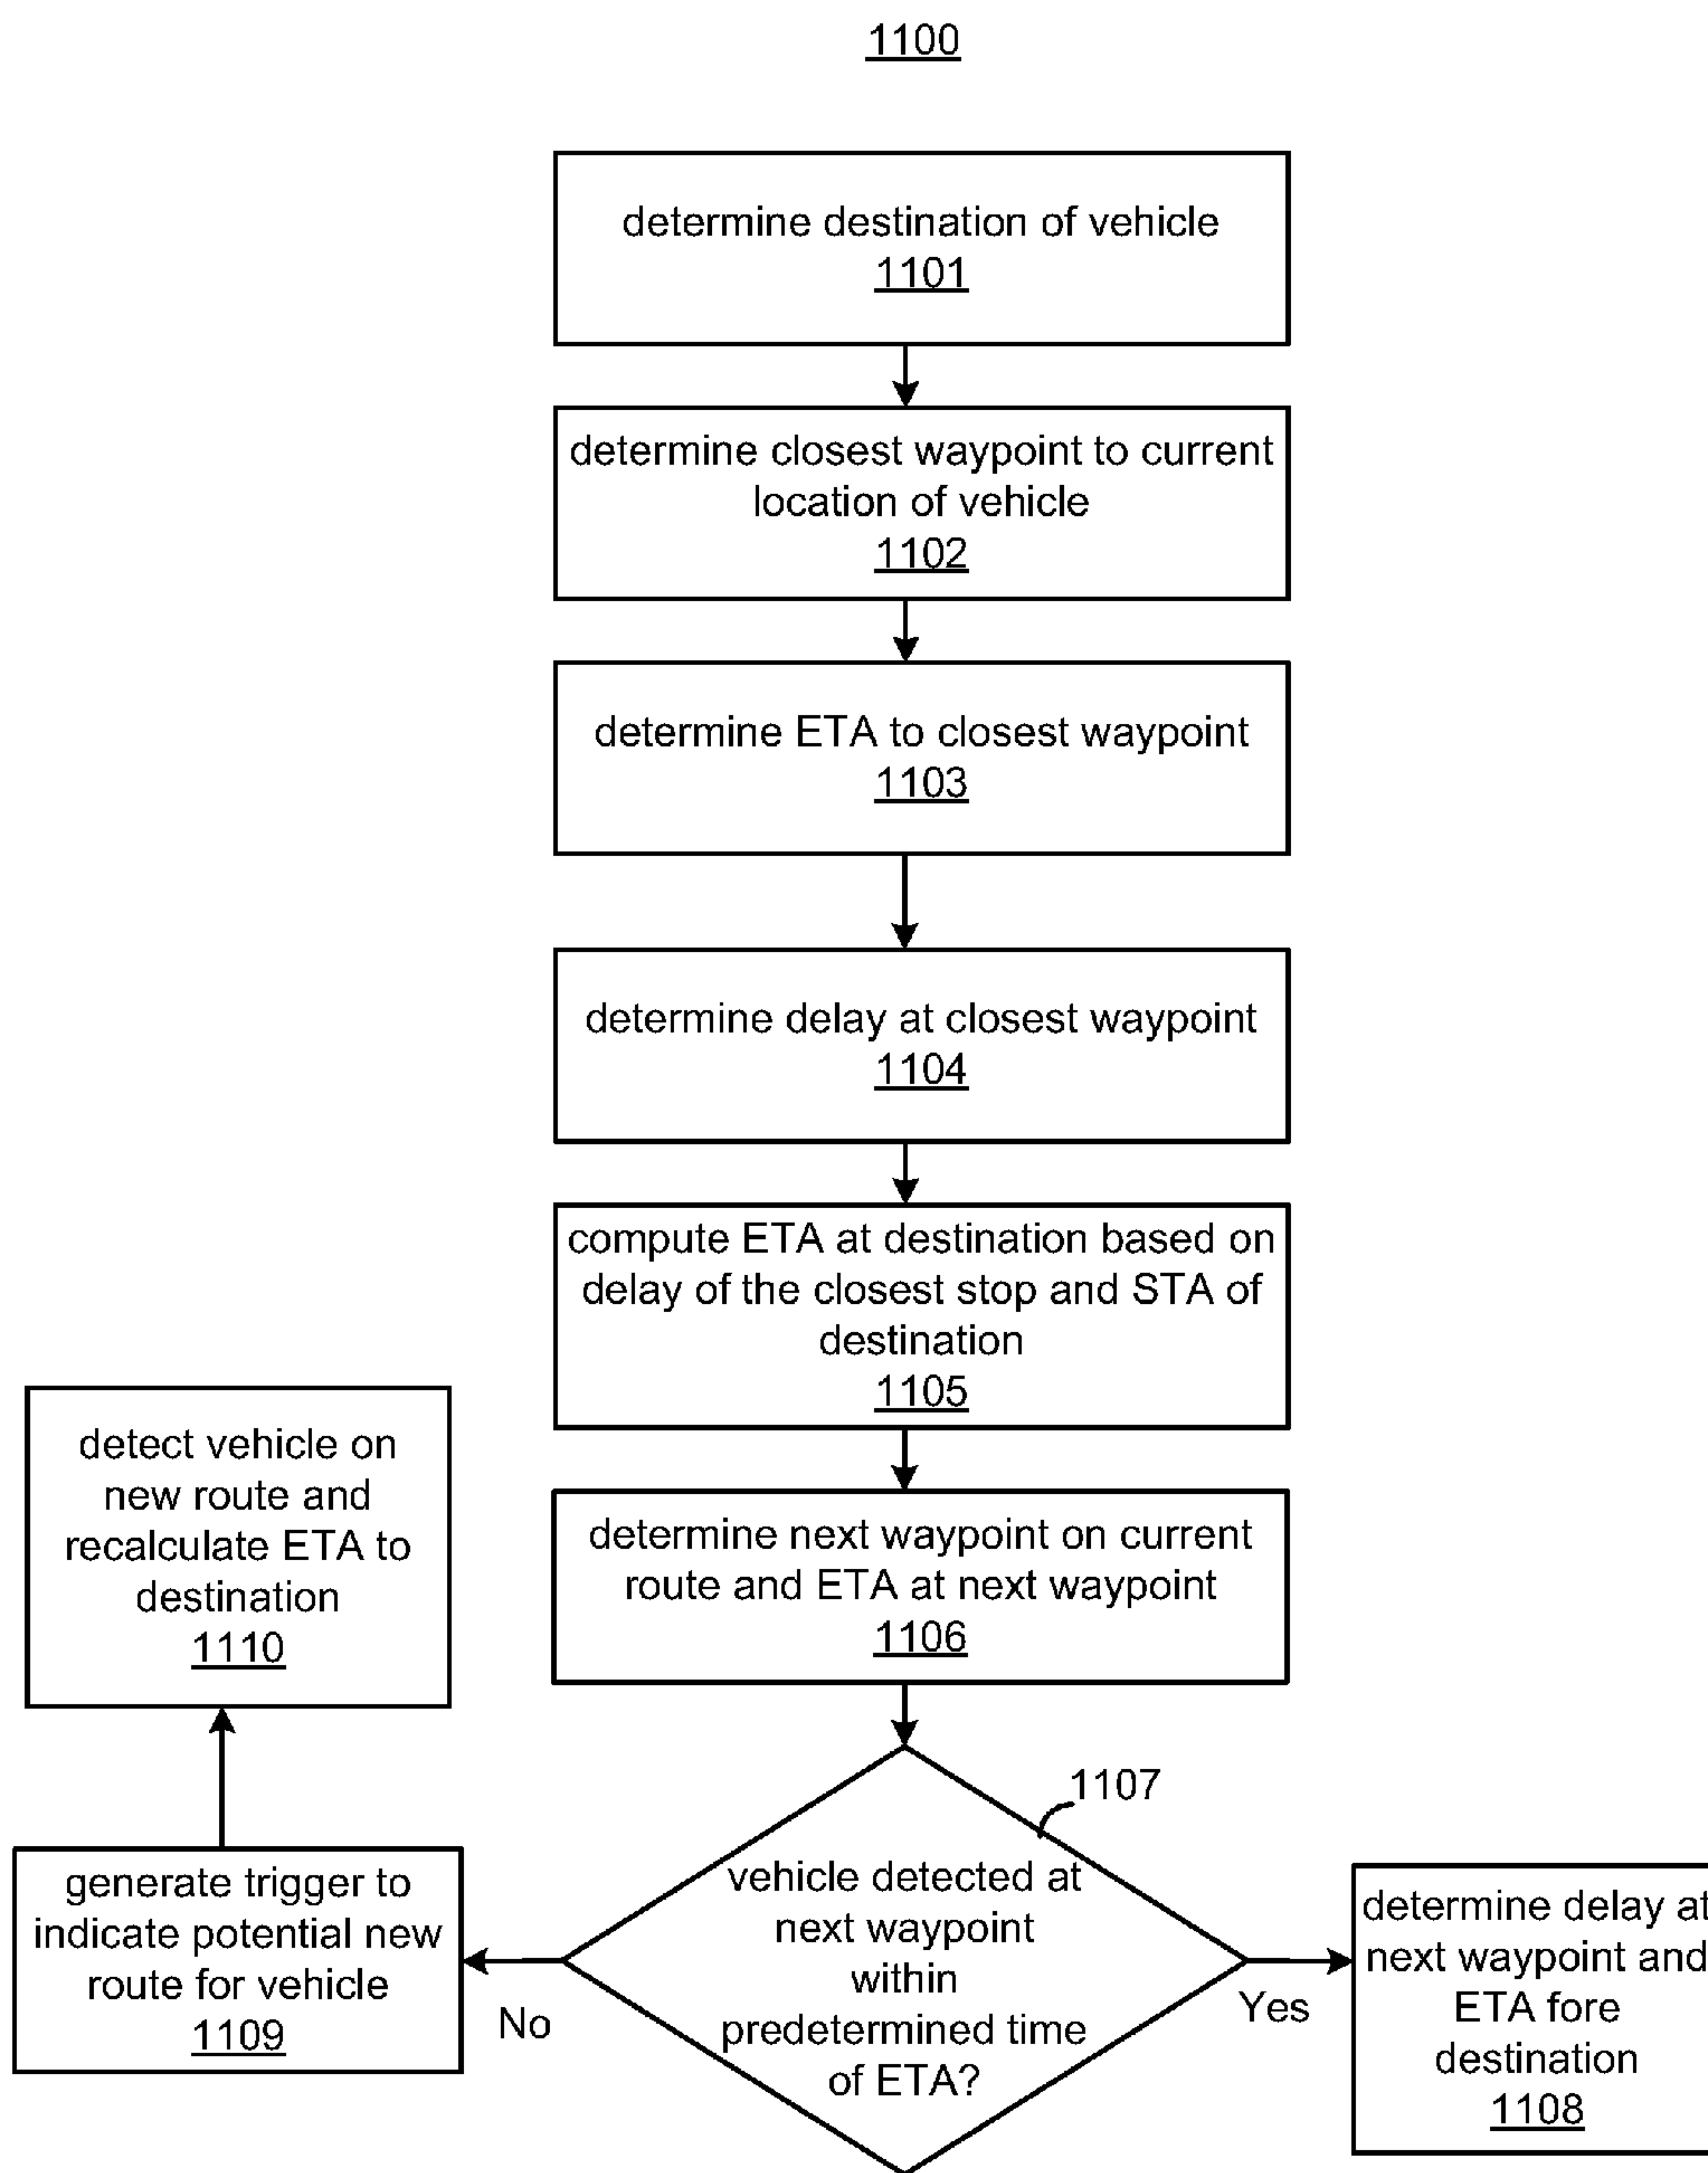 1100
determine destination of vehicle
1101
determine closest waypoint to current
location of vehicle
1102
determine ETA to closest waypoint
1103
determine delay at closest waypoint
1104
compute ETA at destination based on
delay of the closest stop and STA of
destination
1105
determine next waypoint on current
route and ETA at next waypoint
1106
1107
vehicle detected at
next waypoint
within
predetermined time
of ETA?
Yes
determine delay at
next waypoint and
ETA fore
destination
1108
No
generate trigger to
indicate potential new
route for vehicle
1109
detect vehicle on
new route and
recalculate ETA to
destination
1110